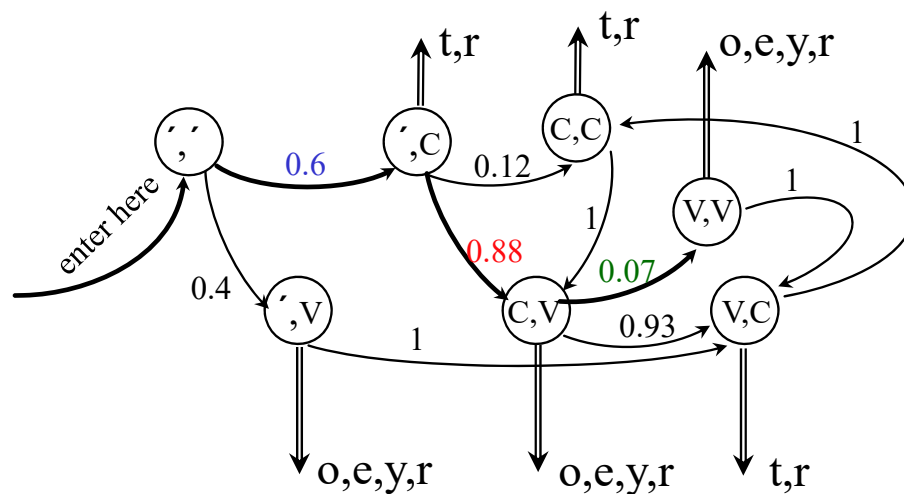 t,r
t,r
o,e,y,r
´,´
0.6
´,C
0.12
C,C
1
1
enter here
V,V
1
0.88
0.07
0.4
´,V
1
C,V
0.93
V,C
o,e,y,r
o,e,y,r
t,r